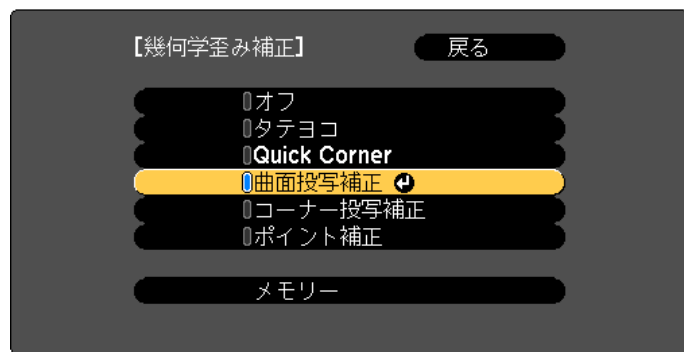 【幾何学歪み補正】 戻る
オフ
タテヨコ
Quick Corner
曲面投写補正
コーナー投写補正
ポイント補正
メモリー